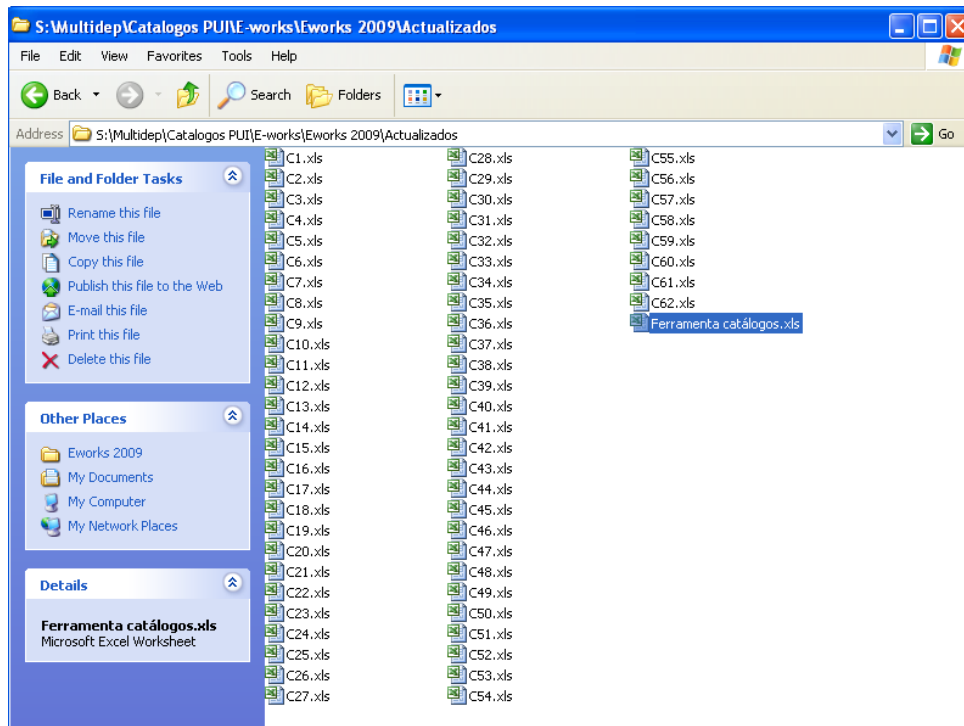 S:\Multidep\Catalogos PUI\E-works\Eworks 2009\Actualizados
File Edit View Favorites Tools Help
Back Search Folders
Address S:\Multidep\Catalogos PUI\E-works\Eworks 2009\Actualizados Go
File and Folder Tasks
Rename this file
Move this file
Copy this file
Publish this file to the Web
E-mail this file
Print this file
Delete this file
Other Places
Eworks 2009
My Documents
My Computer
My Network Places
Details
Ferramenta catálogos.xls
Microsoft Excel Worksheet
C1.xls
C2.xls
C3.xls
C4.xls
C5.xls
C6.xls
C7.xls
C8.xls
C9.xls
C10.xls
C11.xls
C12.xls
C13.xls
C14.xls
C15.xls
C16.xls
C17.xls
C18.xls
C19.xls
C20.xls
C21.xls
C22.xls
C23.xls
C24.xls
C25.xls
C26.xls
C27.xls
C28.xls
C29.xls
C30.xls
C31.xls
C32.xls
C33.xls
C34.xls
C35.xls
C36.xls
C37.xls
C38.xls
C39.xls
C40.xls
C41.xls
C42.xls
C43.xls
C44.xls
C45.xls
C46.xls
C47.xls
C48.xls
C49.xls
C50.xls
C51.xls
C52.xls
C53.xls
C54.xls
C55.xls
C56.xls
C57.xls
C58.xls
C59.xls
C60.xls
C61.xls
C62.xls
Ferramenta catálogos.xls